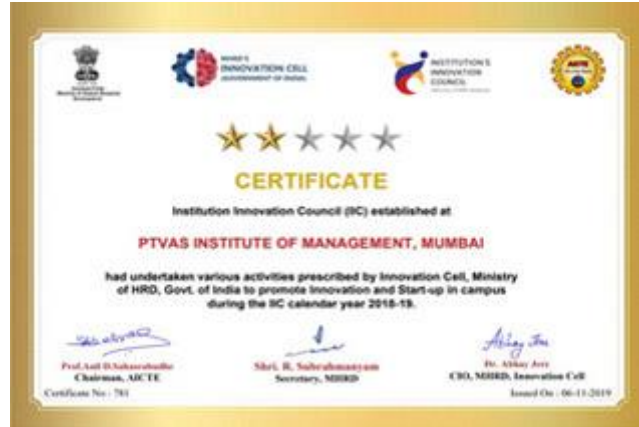 MHRD'S
INNOVATION CELL
(GOVERNMENT OF INDIA)
INSTITUTION'S
INNOVATION
COUNCIL
AICTE
CERTIFICATE
Institution Innovation Council (IIC) established at
PTVAS INSTITUTE OF MANAGEMENT, MUMBAI
had undertaken various activities prescribed by Innovation Cell, Ministry
of HRD, Govt. of India to promote Innovation and Start-up in campus
during the IIC calendar year 2018-19.
Prof.Anil D.Sahasrabudhe
Chairman, AICTE
Shri. R. Subrahmanyam
Secretary, MHRD
Dr. Abhay Jere
CIO, MHRD, Innovation Cell
Certificate No : 781
Issued On : 06-11-2019